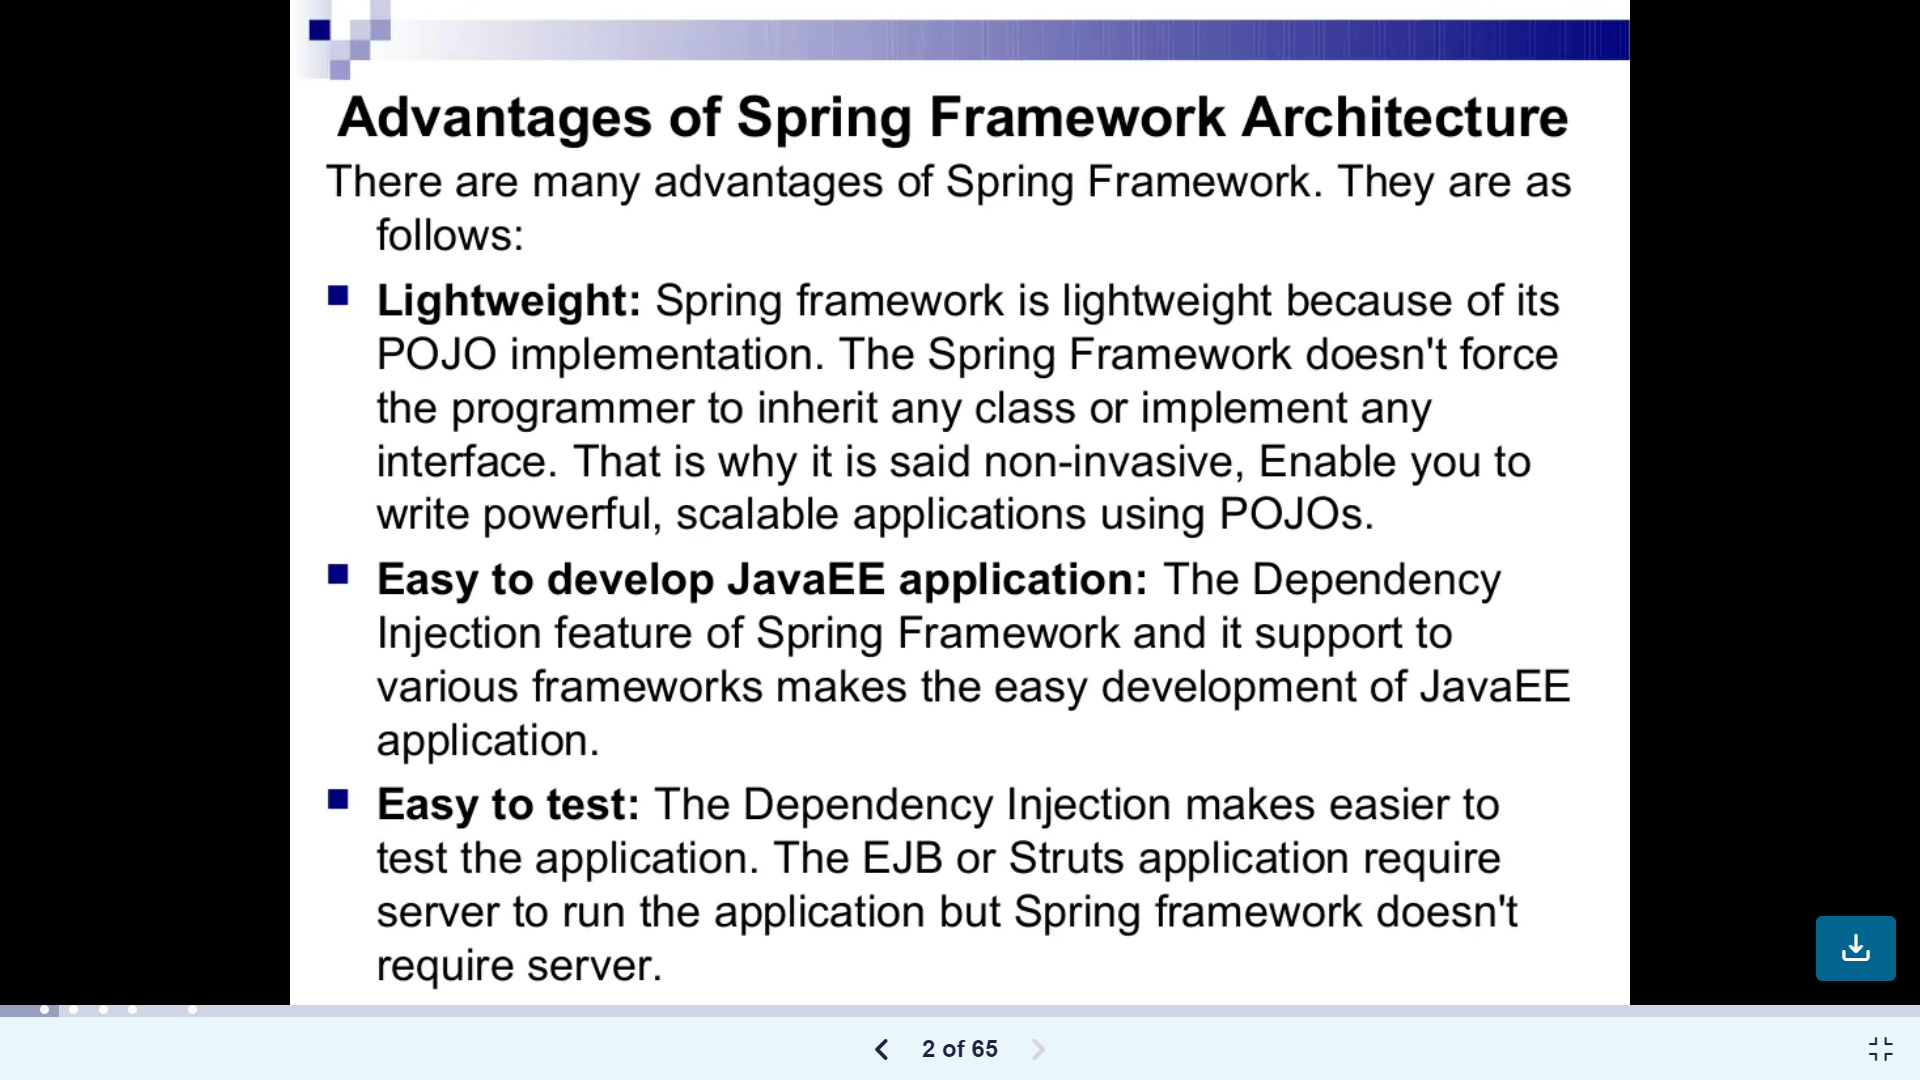 Advantages of Spring Framework Architecture
There are many advantages of Spring Framework. They are as
follows:
Lightweight: Spring framework is lightweight because of its
POJO implementation. The Spring Framework doesn't force
the programmer to inherit any class or implement any
interface. That is why it is said non-invasive, Enable you to
write powerful, scalable applications using POJOs.
Easy to develop JavaEE application: The Dependency
Injection feature of Spring Framework and it support to
various frameworks makes the easy development of JavaEE
application.
Easy to test: The Dependency Injection makes easier to
test the application. The EJB or Struts application require
server to run the application but Spring framework doesn't
require server.
2 of 65